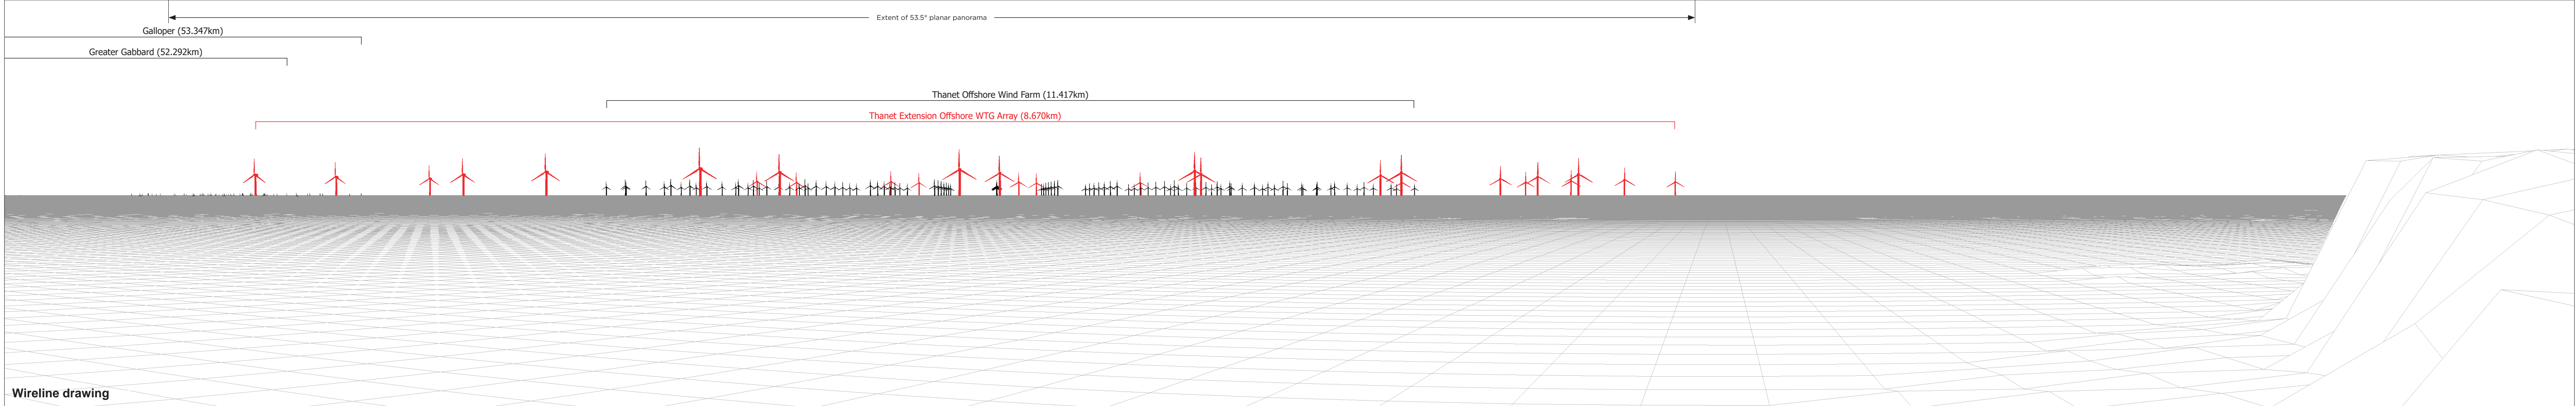 Extent of 53.5° planar panorama
Galloper (53.347km)
Greater Gabbard (52.292km)
Thanet Offshore Wind Farm (11.417km)
Thanet Extension Offshore WTG Array (8.670km)
Wireline drawing